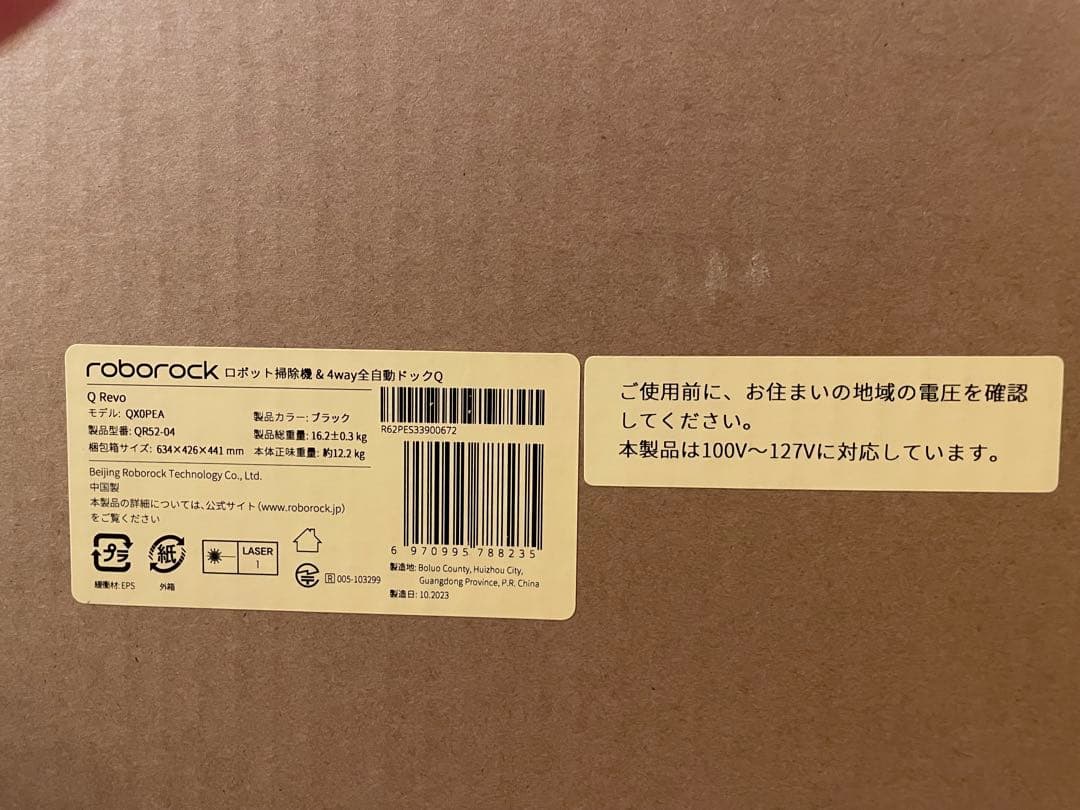 roborock ロボット掃除機 & 4way全自動ドックQ
Q Revo
モデル: QX0PEA
製品型番: QR52-04
梱包箱サイズ: 634×426×441 mm
製品カラー: ブラック
製品総重量: 16.2±0.3 kg
本体正味重量: 約12.2 kg
R62PES33900672
Beijing Roborock Technology Co., Ltd.
中国製
本製品の詳細については、公式サイト(www.roborock.jp)
をご覧ください
プラ
緩衝材: EPS
紙
外箱
LASER
1
R 005-103299
6 970995 788235
製造地: Boluo County, Huizhou City,
Guangdong Province, P.R. China
製造日: 10.2023
ご使用前に、お住まいの地域の電圧を確認
してください。
本製品は100V〜127Vに対応しています。